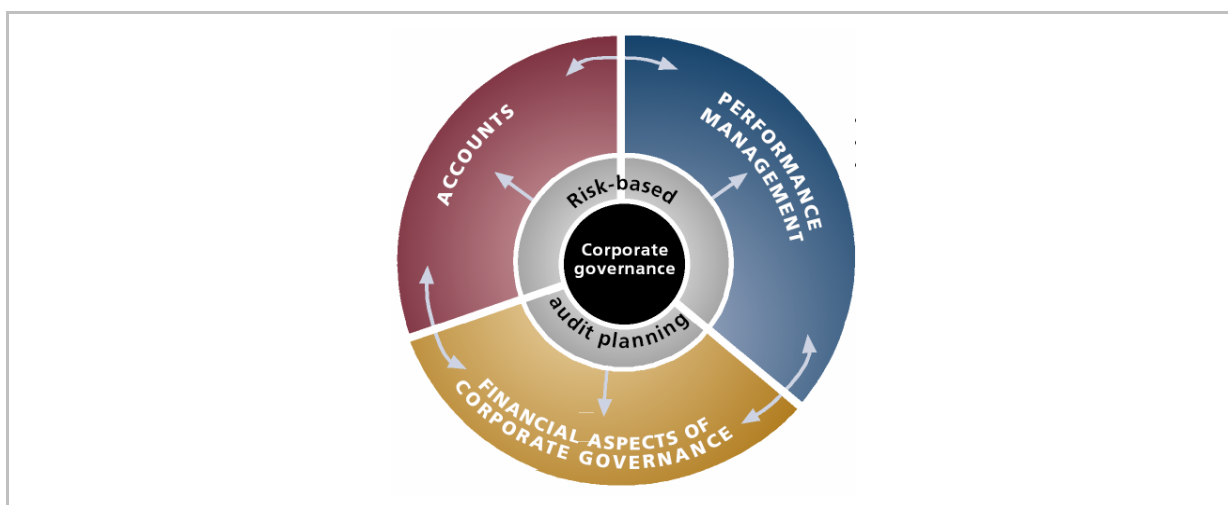 ACCOUNTS
PERFORMANCE
MANAGEMENT
Risk-based
Corporate
governance
audit planning
FINANCIAL ASPECTS OF
CORPORATE GOVERNANCE